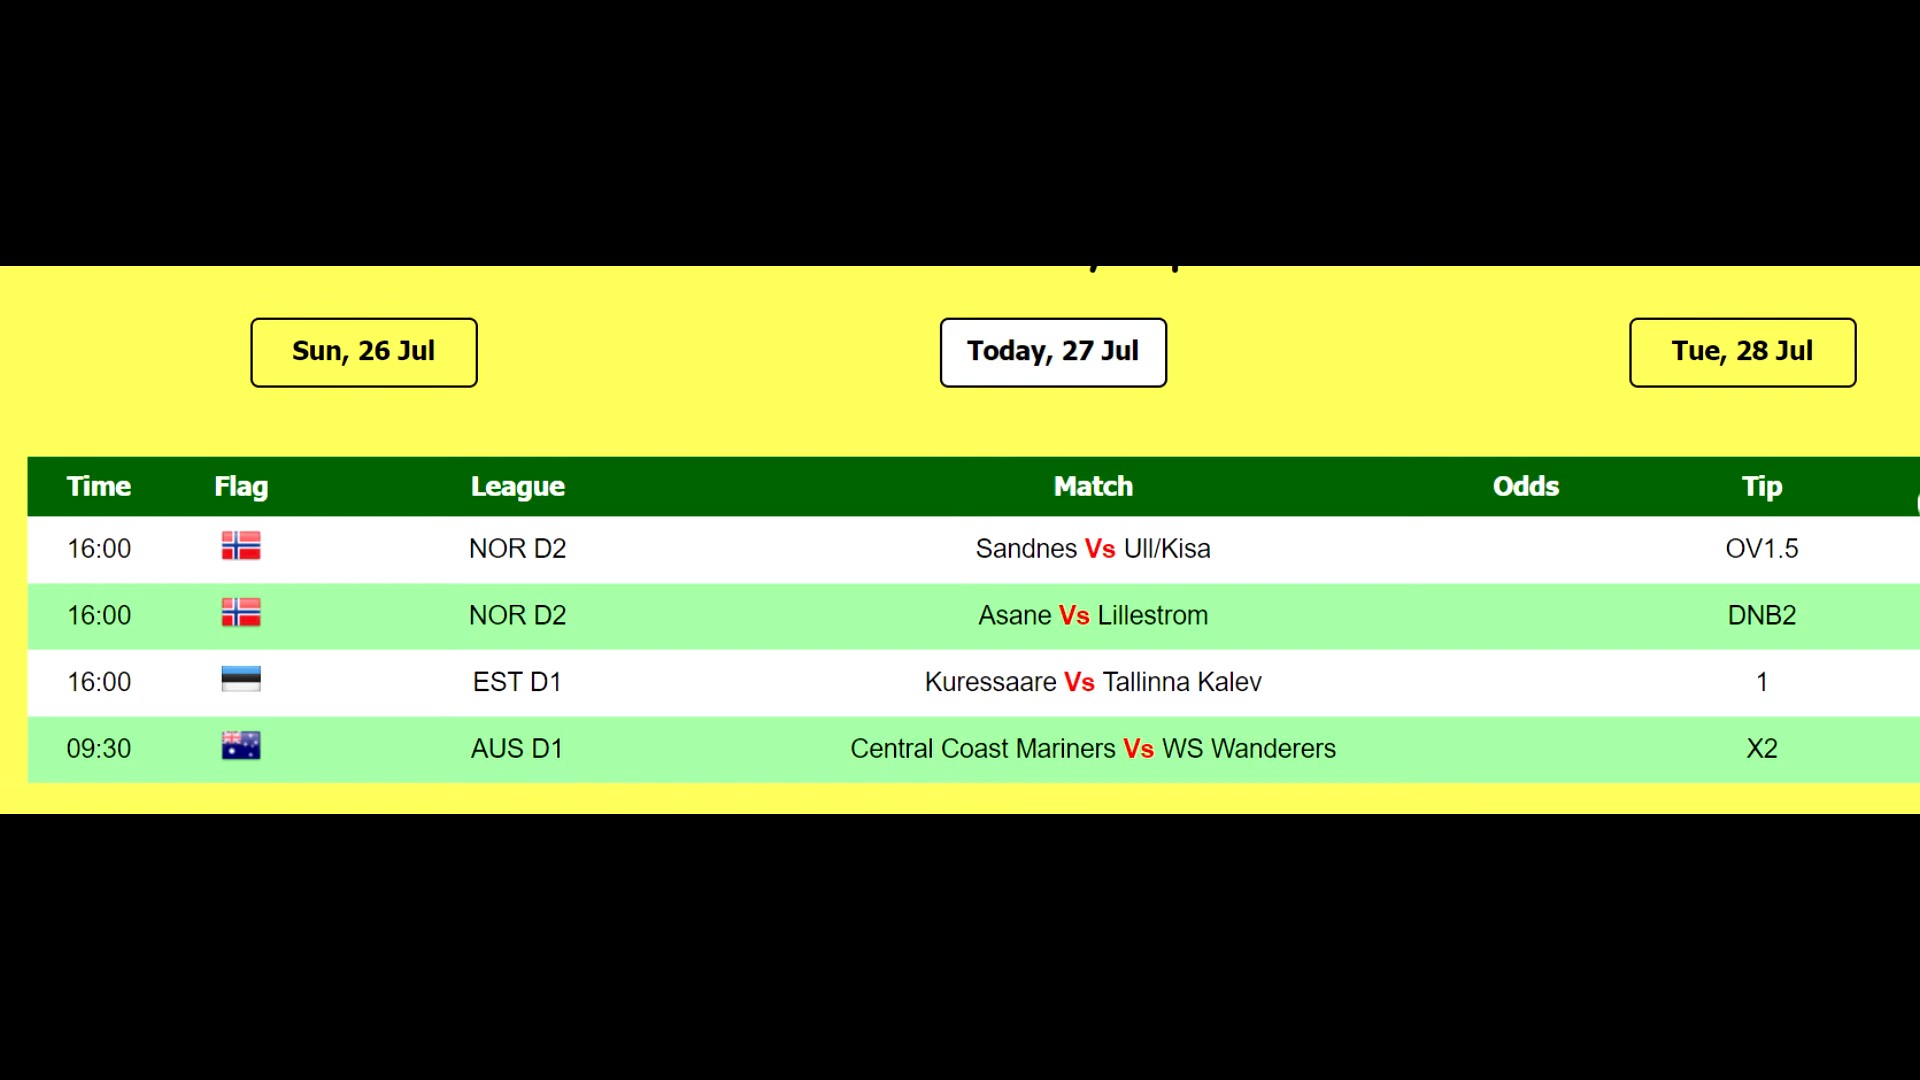 Sun, 26 Jul Today, 27 Jul Tue, 28 Jul
Time Flag League Match Odds Tip
16:00 NOR D2 Sandnes Vs Ull/Kisa OV1.5
16:00 NOR D2 Asane Vs Lillestrom DNB2
16:00 EST D1 Kuressaare Vs Tallinna Kalev 1
09:30 AUS D1 Central Coast Mariners Vs WS Wanderers X2